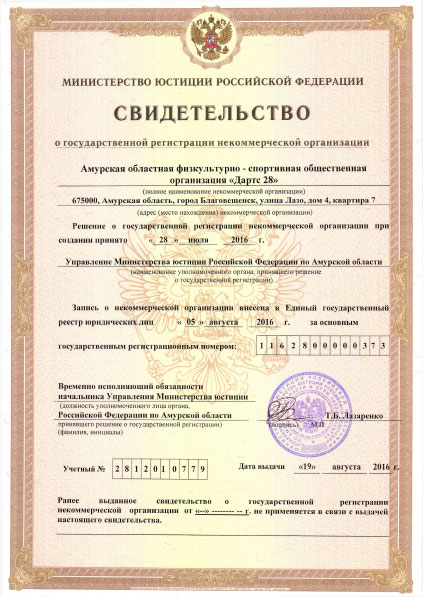 МИНИСТЕРСТВО ЮСТИЦИИ РОССИЙСКОЙ ФЕДЕРАЦИИ
СВИДЕТЕЛЬСТВО
о государственной регистрации некоммерческой организации
Амурская областная физкультурно - спортивная общественная
организация «Дартс 28»
(полное наименование некоммерческой организации)
675000, Амурская область, город Благовещенск, улица Лазо, дом 4, квартира 7
(адрес (место нахождения) некоммерческой организации)
Решение о государственной регистрации некоммерческой организации при
создании принято « 28 » июля 2016 г.
Управление Министерства юстиции Российской Федерации по Амурской области
(наименование уполномоченного органа, принявшего решение
о государственной регистрации)
Запись о некоммерческой организации внесена в Единый государственный
реестр юридических лиц « 05 » августа 2016 г. за основным
государственным регистрационным номером: 1162800000373
Временно исполняющий обязанности
начальника Управления Министерства юстиции
(должность уполномоченного лица органа,
Российской Федерации по Амурской области Т.Б. Лазаренко
принявшего решение о государственной регистрации) (подпись) М.П.
(фамилия, инициалы)
Учетный № 2812010779 Дата выдачи «19» августа 2016 г.
Ранее выданное свидетельство о государственной регистрации
некоммерческой организации от «--» -------- -- г. не применяется в связи с выдачей
настоящего свидетельства.